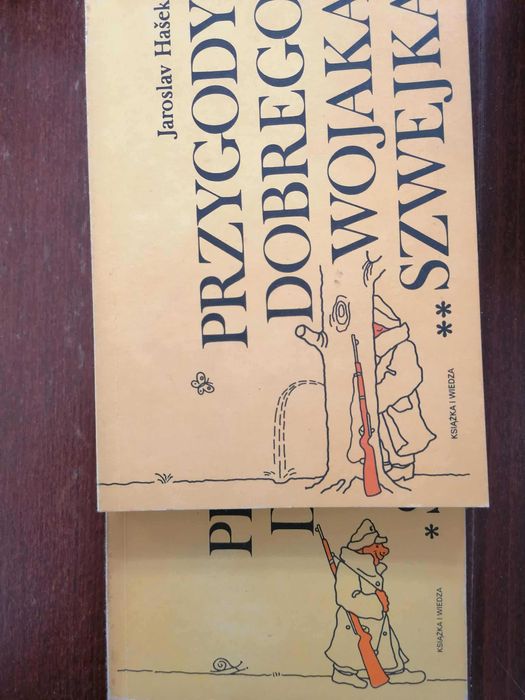 Jaroslav Hašek
PRZYGODY
DOBREGO
WOJAKA
** SZWEJKA
KSIĄŻKA I WIEDZA
KSIĄŻKA I WIEDZA